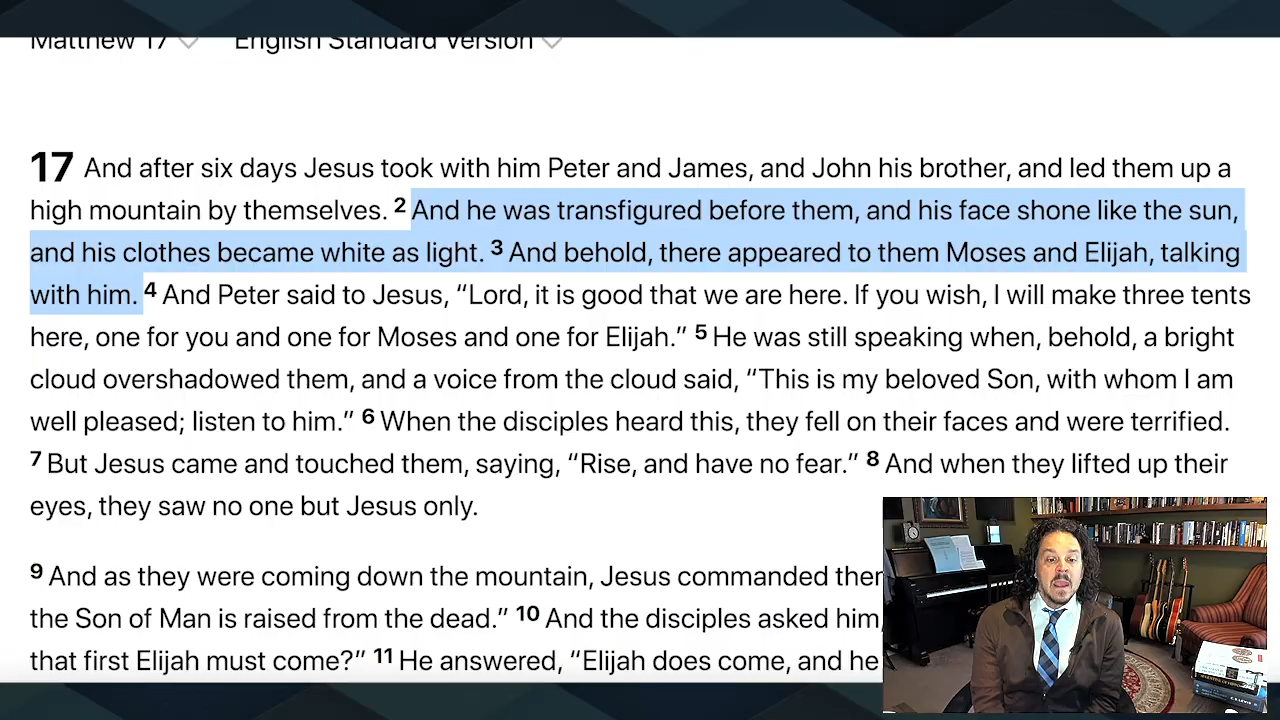 Matthew 17 English Standard Version
17 And after six days Jesus took with him Peter and James, and John his brother, and led them up a
high mountain by themselves. 2 And he was transfigured before them, and his face shone like the sun,
and his clothes became white as light. 3 And behold, there appeared to them Moses and Elijah, talking
with him. 4 And Peter said to Jesus, “Lord, it is good that we are here. If you wish, I will make three tents
here, one for you and one for Moses and one for Elijah.” 5 He was still speaking when, behold, a bright
cloud overshadowed them, and a voice from the cloud said, “This is my beloved Son, with whom I am
well pleased; listen to him.” 6 When the disciples heard this, they fell on their faces and were terrified.
7 But Jesus came and touched them, saying, “Rise, and have no fear.” 8 And when they lifted up their
eyes, they saw no one but Jesus only.
9 And as they were coming down the mountain, Jesus commanded
the Son of Man is raised from the dead.” 10 And the disciples asked him,
that first Elijah must come?” 11 He answered, “Elijah does come, and he